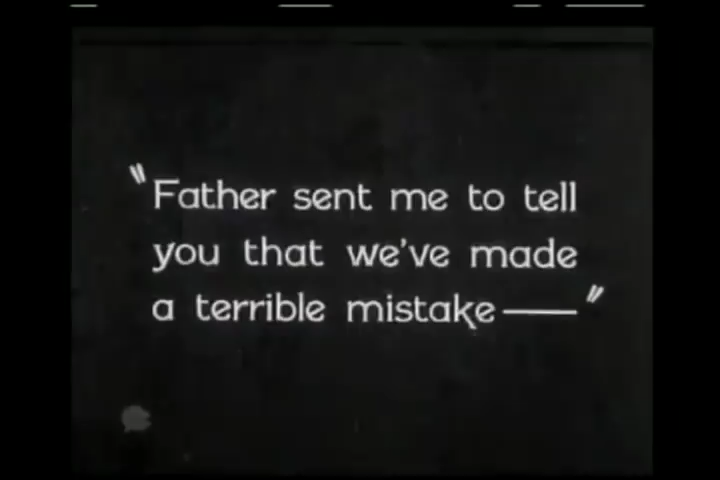 "Father sent me to tell
you that we've made
a terrible mistake——"